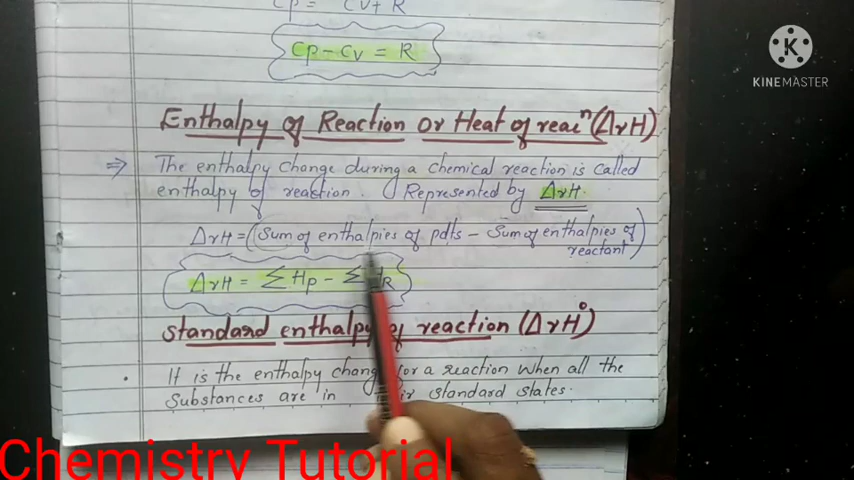 Cp = Cv + R
Cp - Cv = R
K
KINEMASTER
Enthalpy of Reaction Or Heat of reacⁿ (ΔrH)
⇒ The enthalpy change during a chemical reaction is called
enthalpy of reaction. Represented by ΔrH.
ΔrH = (Sum of enthalpies of pdts - Sum of enthalpies of
reactant)
ΔrH = ∑ Hp - ∑ HR
Standard enthalpy of reaction (ΔrH°)
. It is the enthalpy change for a reaction when all the
Substances are in their standard states.
Chemistry Tutorial